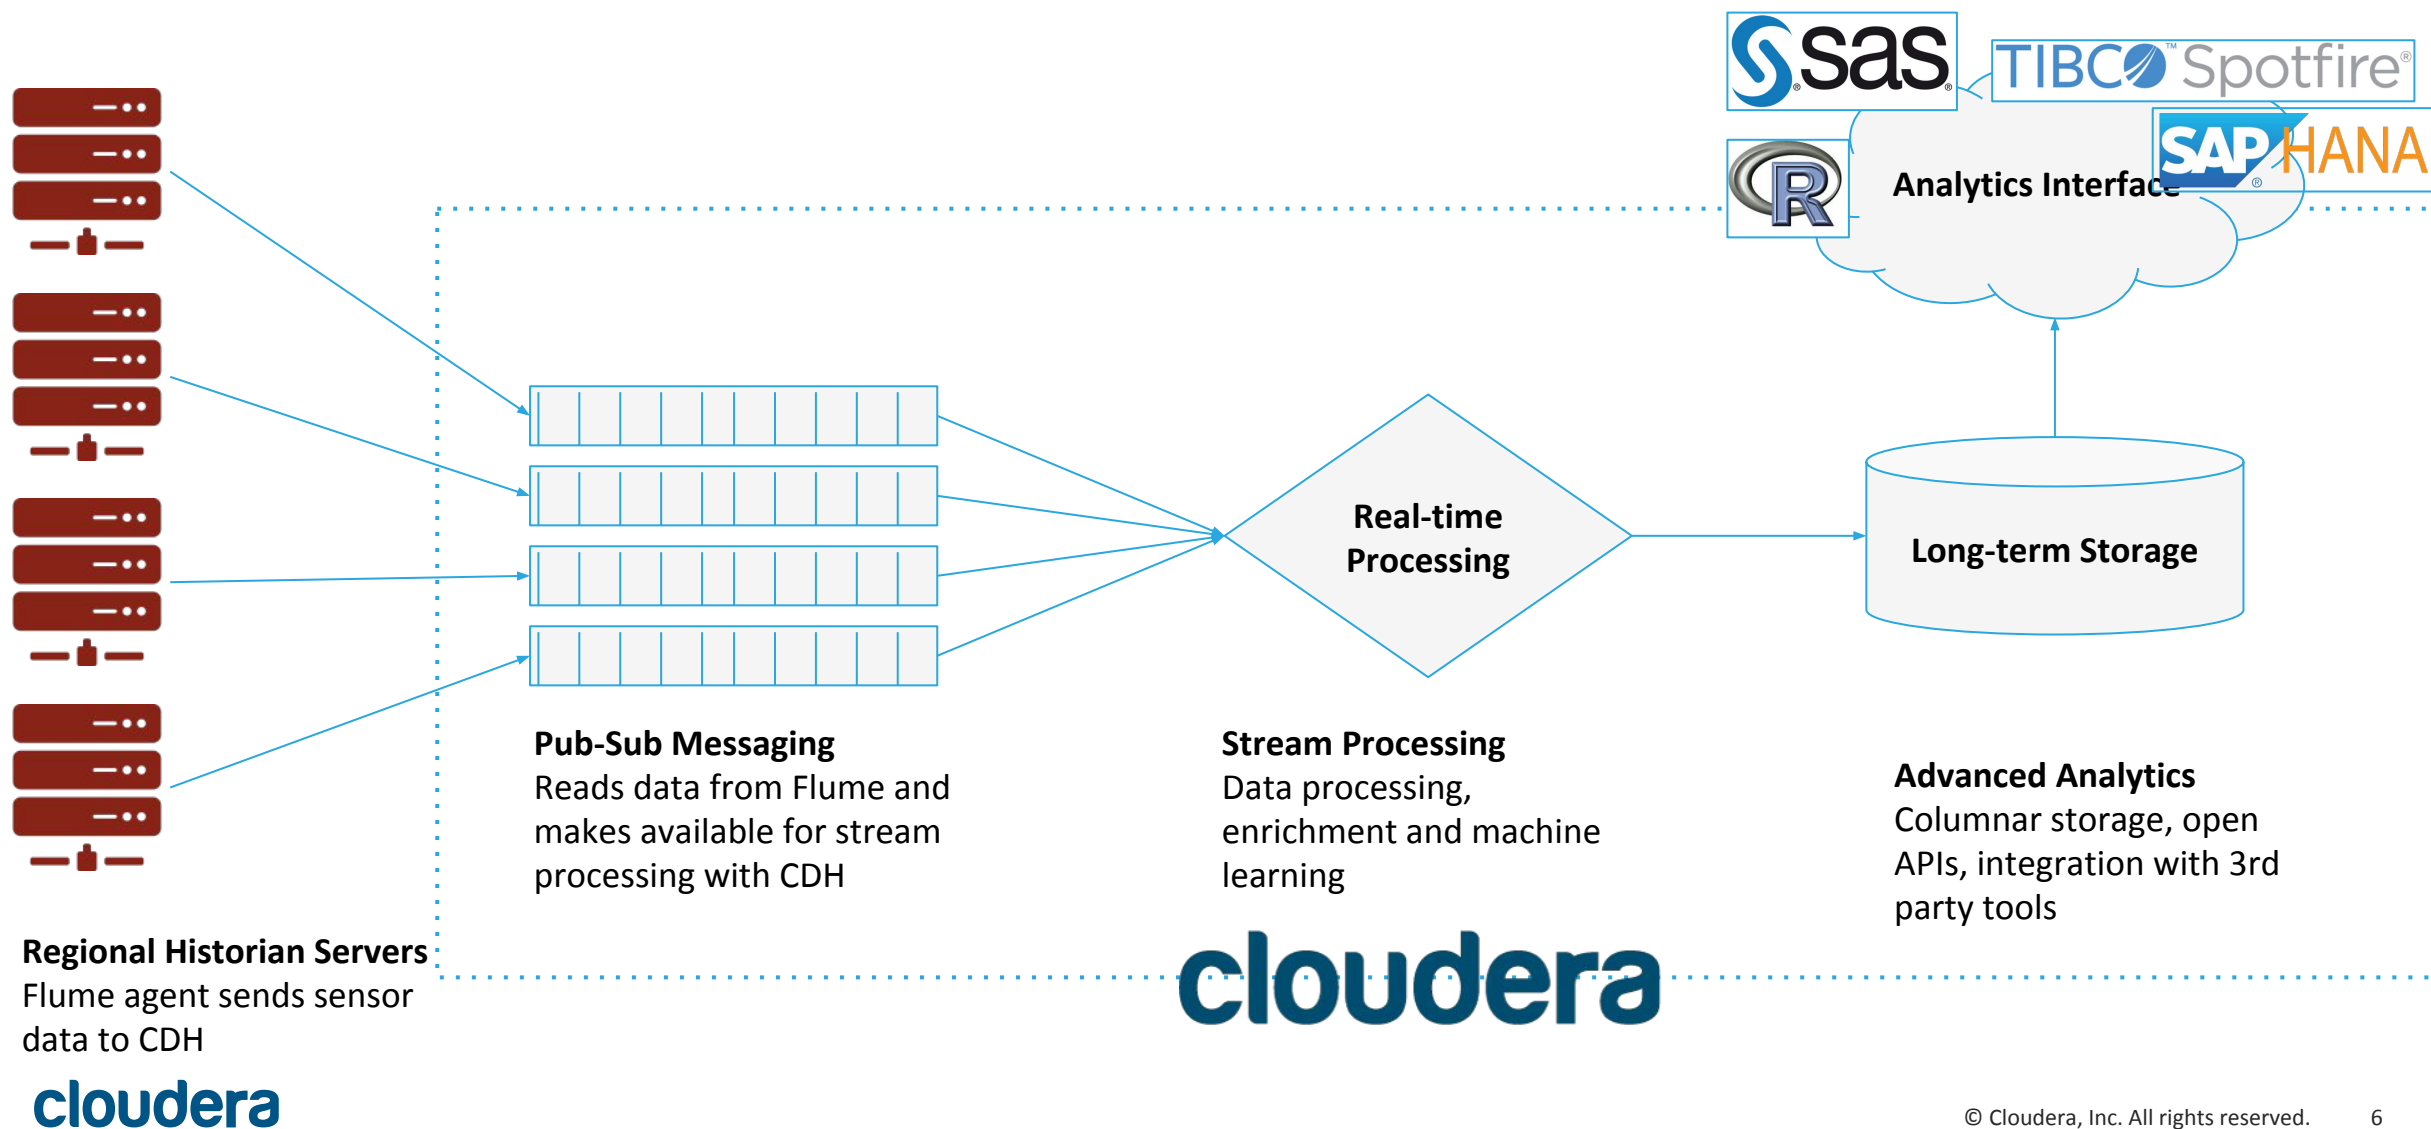 sas
TIBCO™ Spotfire®
SAP HANA
R
Analytics Interface
Real-time
Processing
Long-term Storage
Pub-Sub Messaging
Reads data from Flume and
makes available for stream
processing with CDH
Stream Processing
Data processing,
enrichment and machine
learning
Advanced Analytics
Columnar storage, open
APIs, integration with 3rd
party tools
Regional Historian Servers
Flume agent sends sensor
data to CDH
cloudera
cloudera
© Cloudera, Inc. All rights reserved. 6